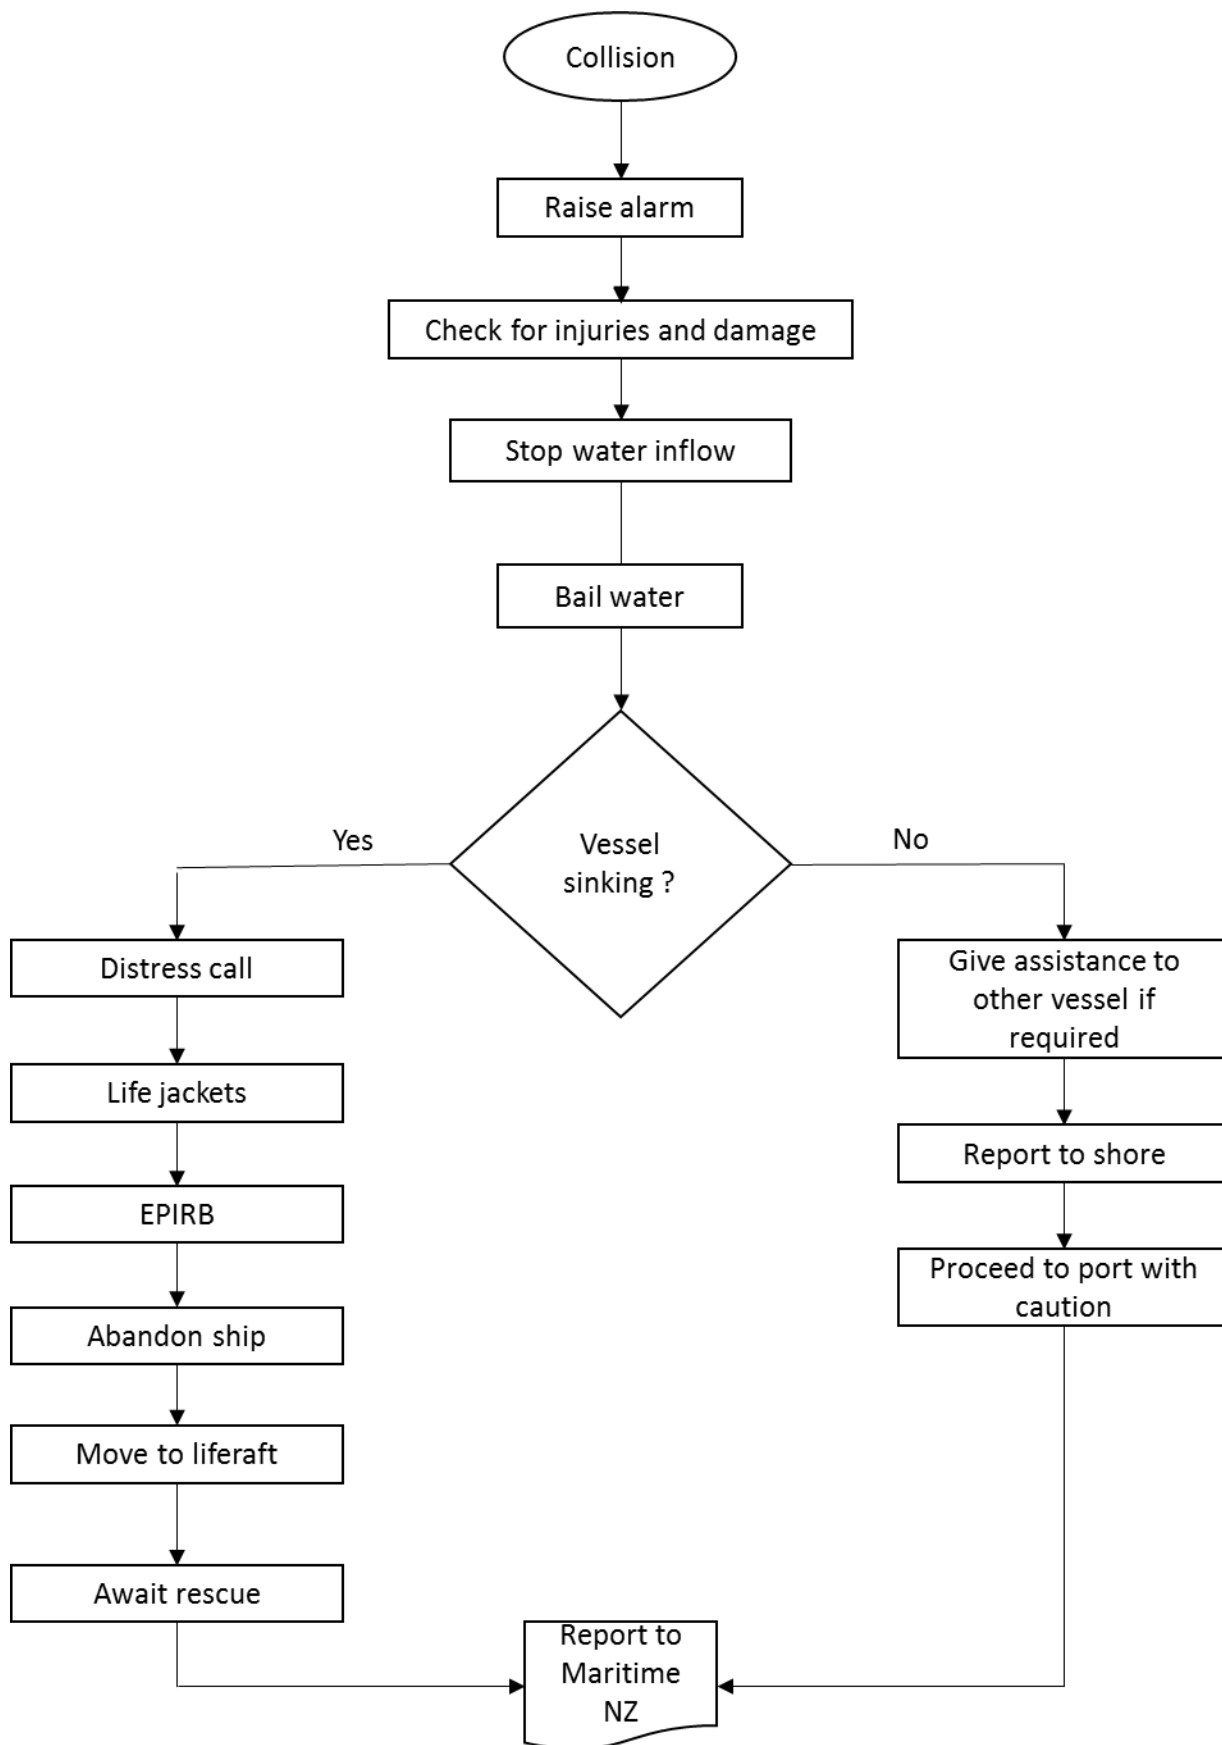 Collision
Raise alarm
Check for injuries and damage
Stop water inflow
Bail water
Vessel
sinking ?
Yes
No
Distress call
Life jackets
EPIRB
Abandon ship
Move to liferaft
Await rescue
Give assistance to
other vessel if
required
Report to shore
Proceed to port with
caution
Report to
Maritime
NZ